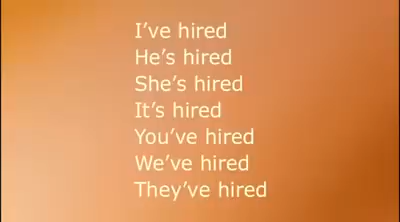 I’ve hired
He’s hired
She’s hired
It’s hired
You’ve hired
We’ve hired
They’ve hired